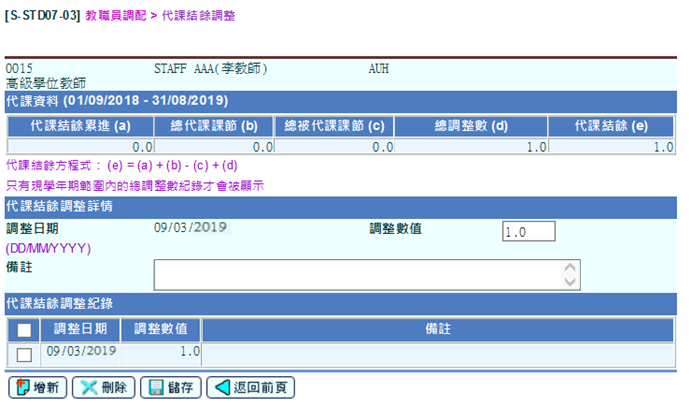 [S-STD07-03] 教職員調配 > 代課結餘調整
0015 STAFF AAA(李教師) AUH
高級學位教師
代課資料 (01/09/2018 - 31/08/2019)
代課結餘累進 (a) 總代課課節 (b) 總被代課課節 (c) 總調整數 (d) 代課結餘 (e)
0.0 0.0 0.0 1.0 1.0
代課結餘方程式： (e) = (a) + (b) - (c) + (d)
只有現學年期範圍內的總調整數紀錄才會被顯示
代課結餘調整詳情
調整日期 09/03/2019 調整數值 1.0
(DD/MM/YYYY)
備註
代課結餘調整紀錄
調整日期 調整數值 備註
09/03/2019 1.0
增新 刪除 儲存 返回前頁